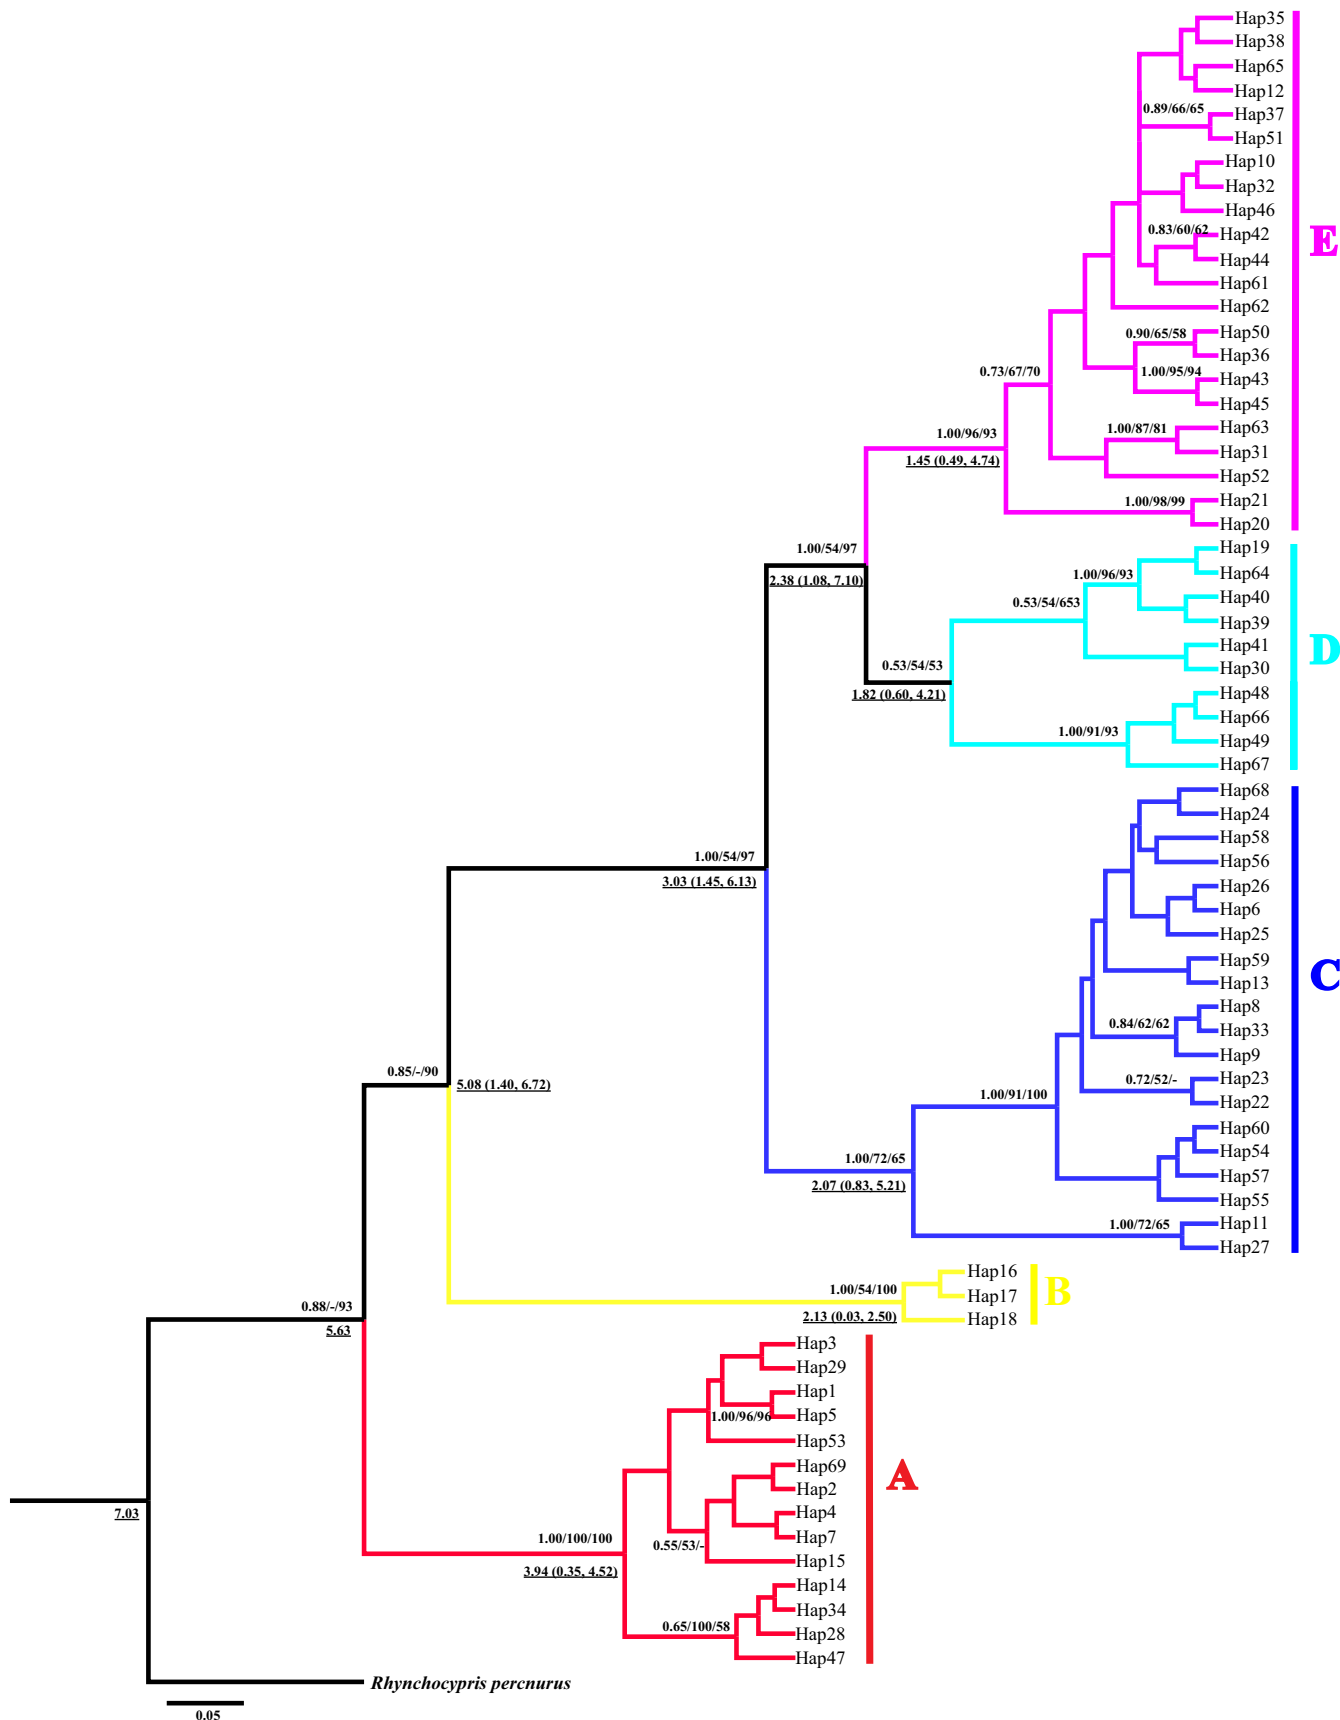 Hap35
Hap38
Hap65
Hap12
0.89/66/65
Hap37
Hap51
Hap10
Hap32
Hap46
0.83/60/62
Hap42
E
Hap44
Hap61
Hap62
0.90/65/58
Hap50
Hap36
0.73/67/70
1.00/95/94
Hap43
Hap45
1.00/96/93
1.00/87/81
Hap63
1.45 (0.49, 4.74)
Hap31
Hap52
1.00/98/99
Hap21
Hap20
1.00/54/97
Hap19
2.38 (1.08, 7.10)
1.00/96/93
Hap64
0.53/54/653
Hap40
Hap39
Hap41
D
0.53/54/53
Hap30
1.82 (0.60, 4.21)
Hap48
Hap66
1.00/91/93
Hap49
Hap67
Hap68
Hap24
Hap58
1.00/54/97
Hap56
3.03 (1.45, 6.13)
Hap26
Hap6
Hap25
Hap59
C
Hap13
Hap8
0.84/62/62
Hap33
Hap9
0.85/-/90
5.08 (1.40, 6.72)
0.72/52/-
Hap23
1.00/91/100
Hap22
Hap60
Hap54
1.00/72/65
Hap57
2.07 (0.83, 5.21)
Hap55
1.00/72/65
Hap11
Hap27
Hap16
1.00/54/100
Hap17
B
2.13 (0.03, 2.50)
Hap18
0.88/-/93
5.63
Hap3
Hap29
Hap1
1.00/96/96
Hap5
Hap53
Hap69
A
Hap2
7.03
Hap4
1.00/100/100
Hap7
0.55/53/-
Hap15
3.94 (0.35, 4.52)
Hap14
Hap34
0.65/100/58
Hap28
Hap47
Rhynchocypris percnurus
0.05